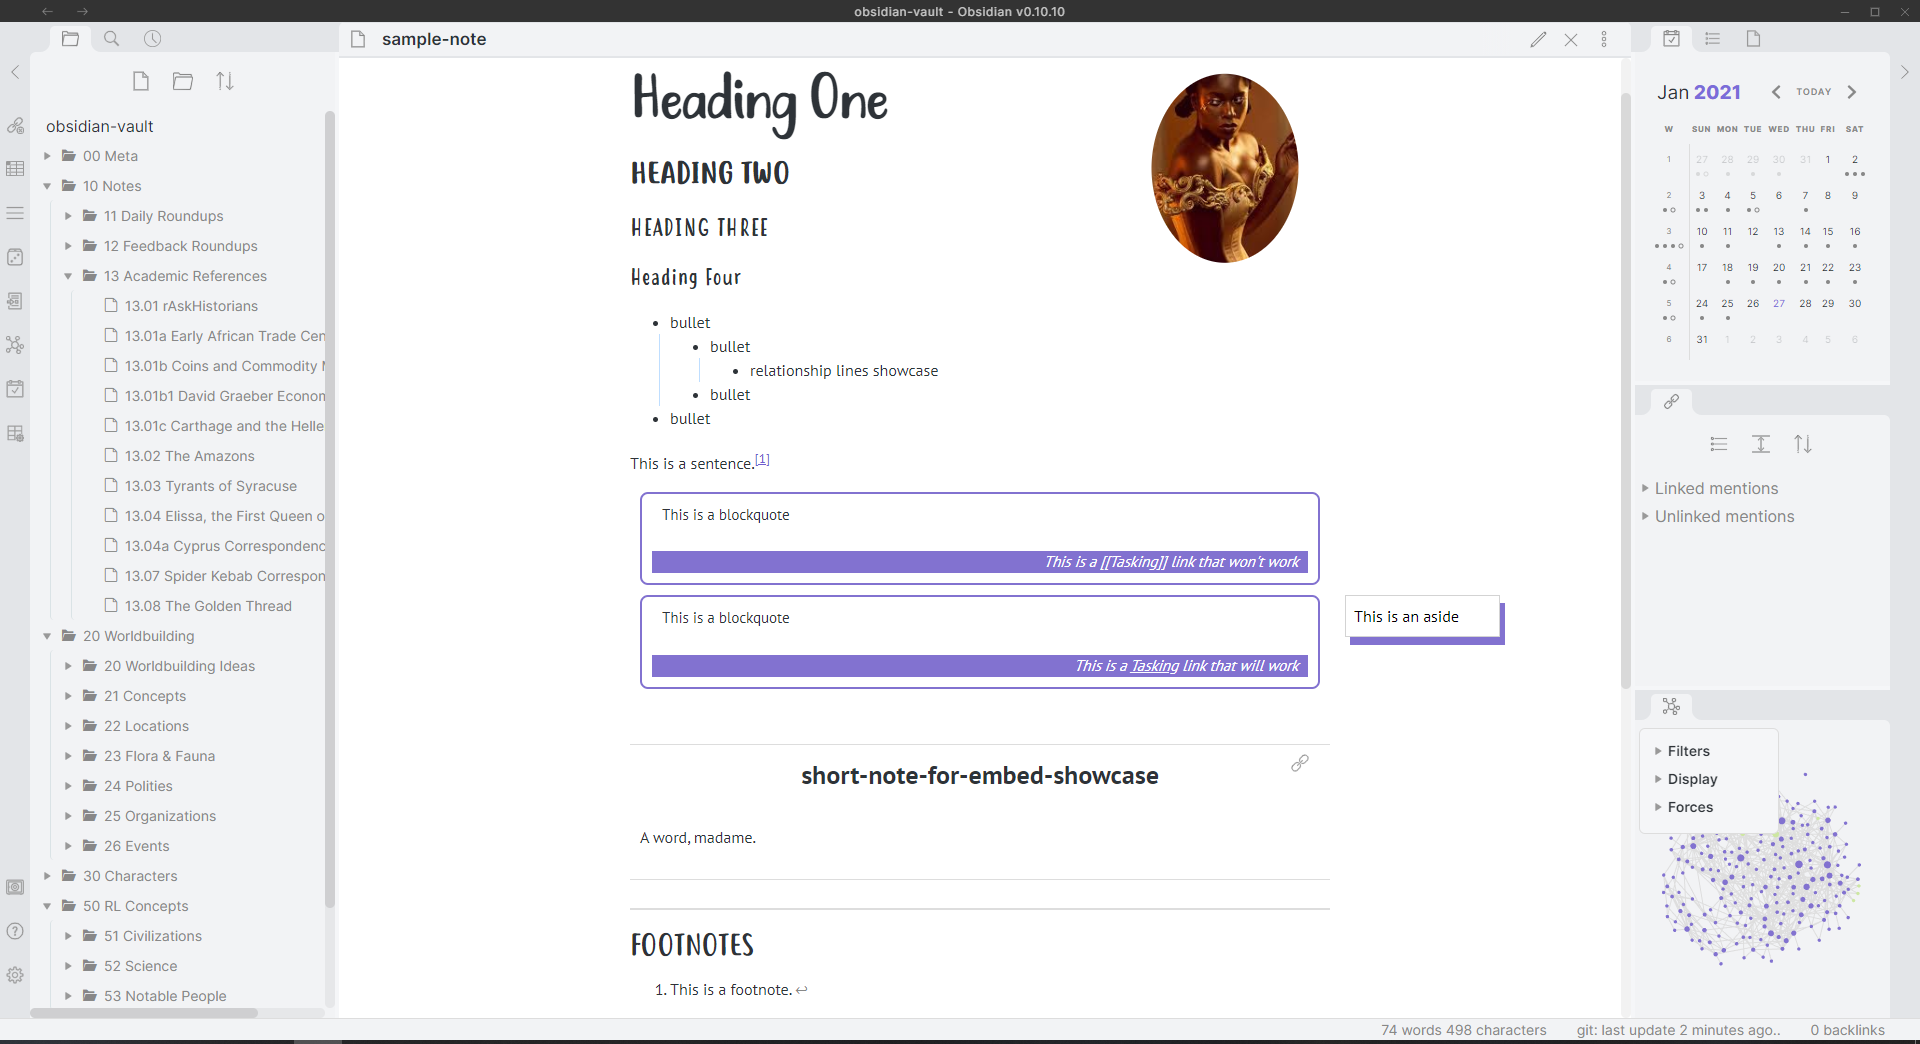 obsidian-vault - Obsidian v0.10.10
sample-note
obsidian-vault
00 Meta
10 Notes
11 Daily Roundups
12 Feedback Roundups
13 Academic References
13.01 rAskHistorians
13.01a Early African Trade Cen
13.01b Coins and Commodity
13.01b1 David Graeber Econom
13.01c Carthage and the Helle
13.02 The Amazons
13.03 Tyrants of Syracuse
13.04 Elissa, the First Queen o
13.04a Cyprus Correspondenc
13.07 Spider Kebab Correspon
13.08 The Golden Thread
20 Worldbuilding
20 Worldbuilding Ideas
21 Concepts
22 Locations
23 Flora & Fauna
24 Polities
25 Organizations
26 Events
30 Characters
50 RL Concepts
51 Civilizations
52 Science
53 Notable People
Heading One
HEADING TWO
HEADING THREE
Heading Four
• bullet
• bullet
• relationship lines showcase
• bullet
• bullet
This is a sentence.[1]
This is a blockquote
This is a [[Tasking]] link that won't work
This is a blockquote
This is a Tasking link that will work
This is an aside
short-note-for-embed-showcase
A word, madame.
FOOTNOTES
1. This is a footnote. ↩
Jan 2021
TODAY
W SUN MON TUE WED THU FRI SAT
1 27 28 29 30 31 1 2
2 3 4 5 6 7 8 9
3 10 11 12 13 14 15 16
4 17 18 19 20 21 22 23
5 24 25 26 27 28 29 30
6 31 1 2 3 4 5 6
Linked mentions
Unlinked mentions
Filters
Display
Forces
74 words 498 characters
git: last update 2 minutes ago..
0 backlinks